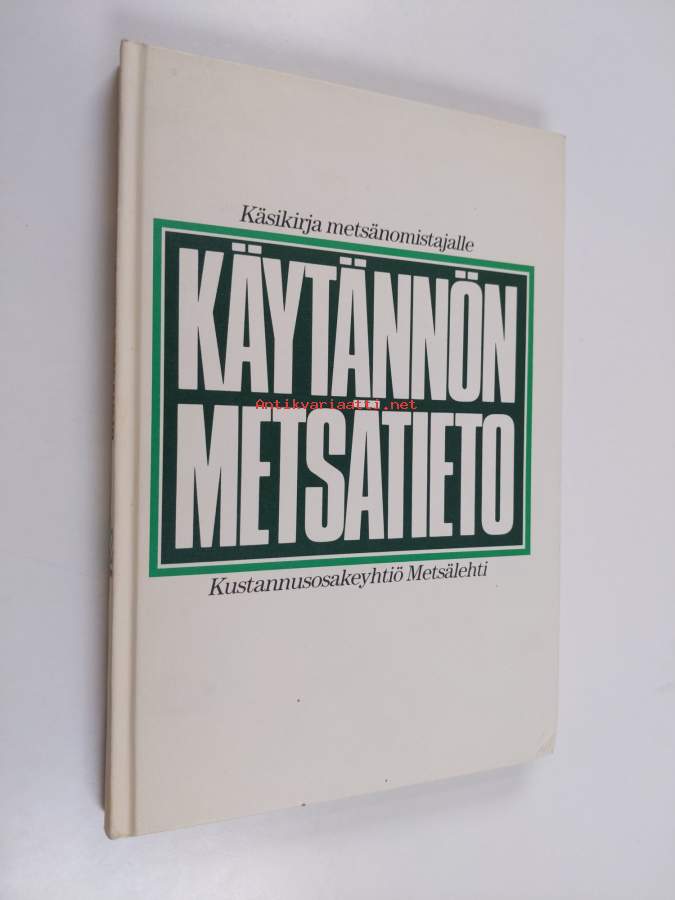 Käsikirja metsänomistajalle
KÄYTÄNNÖN
Antikvariaatti.net
METSÄTIETO
Kustannusosakeyhtiö Metsälehti